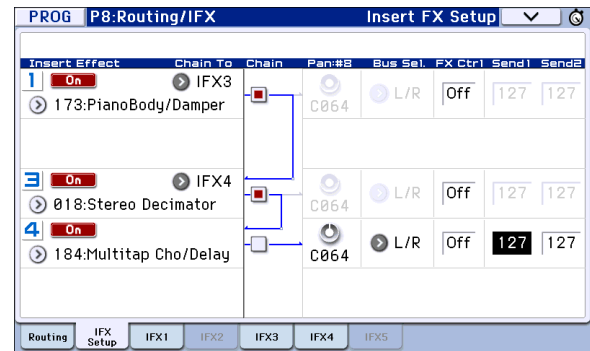 PROG P8:Routing/IFX Insert FX Setup
Insert Effect Chain To Chain Pan:#8 Bus Sel. FX Ctrl Send1 Send2
1 On IFX3
173:PianoBody/Damper C064 L/R Off 127 127
3 On IFX4
018:Stereo Decimator C064 L/R Off 127 127
4 On
184:Multitap Cho/Delay C064 L/R Off 127 127
Routing IFX Setup IFX1 IFX2 IFX3 IFX4 IFX5